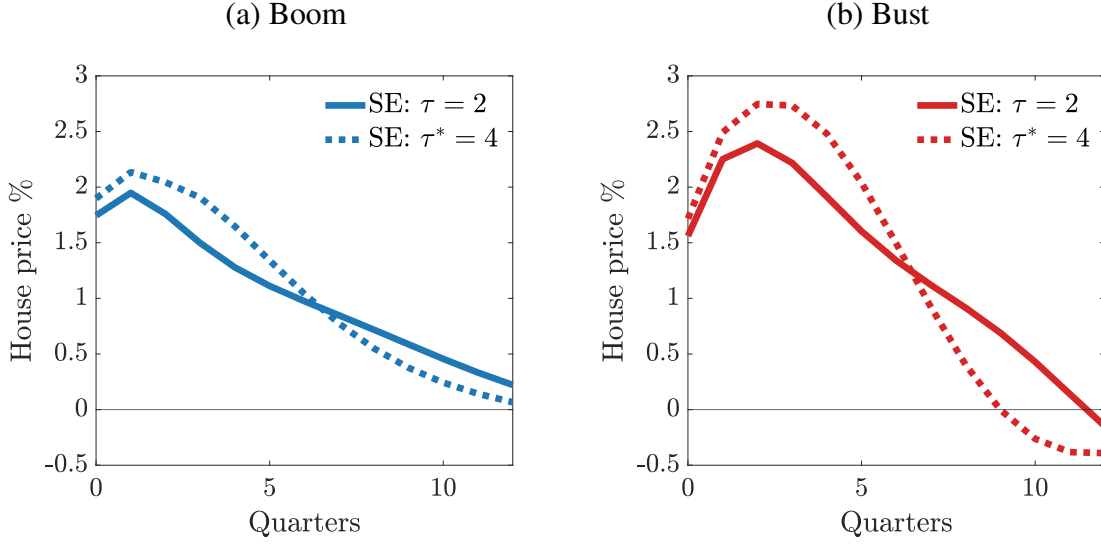 (a) Boom
3
2.5
2
1.5
1
0.5
0
-0.5
House price %
SE: τ = 2
SE: τ* = 4
0
5
10
Quarters
(b) Bust
3
2.5
2
1.5
1
0.5
0
-0.5
House price %
SE: τ = 2
SE: τ* = 4
0
5
10
Quarters